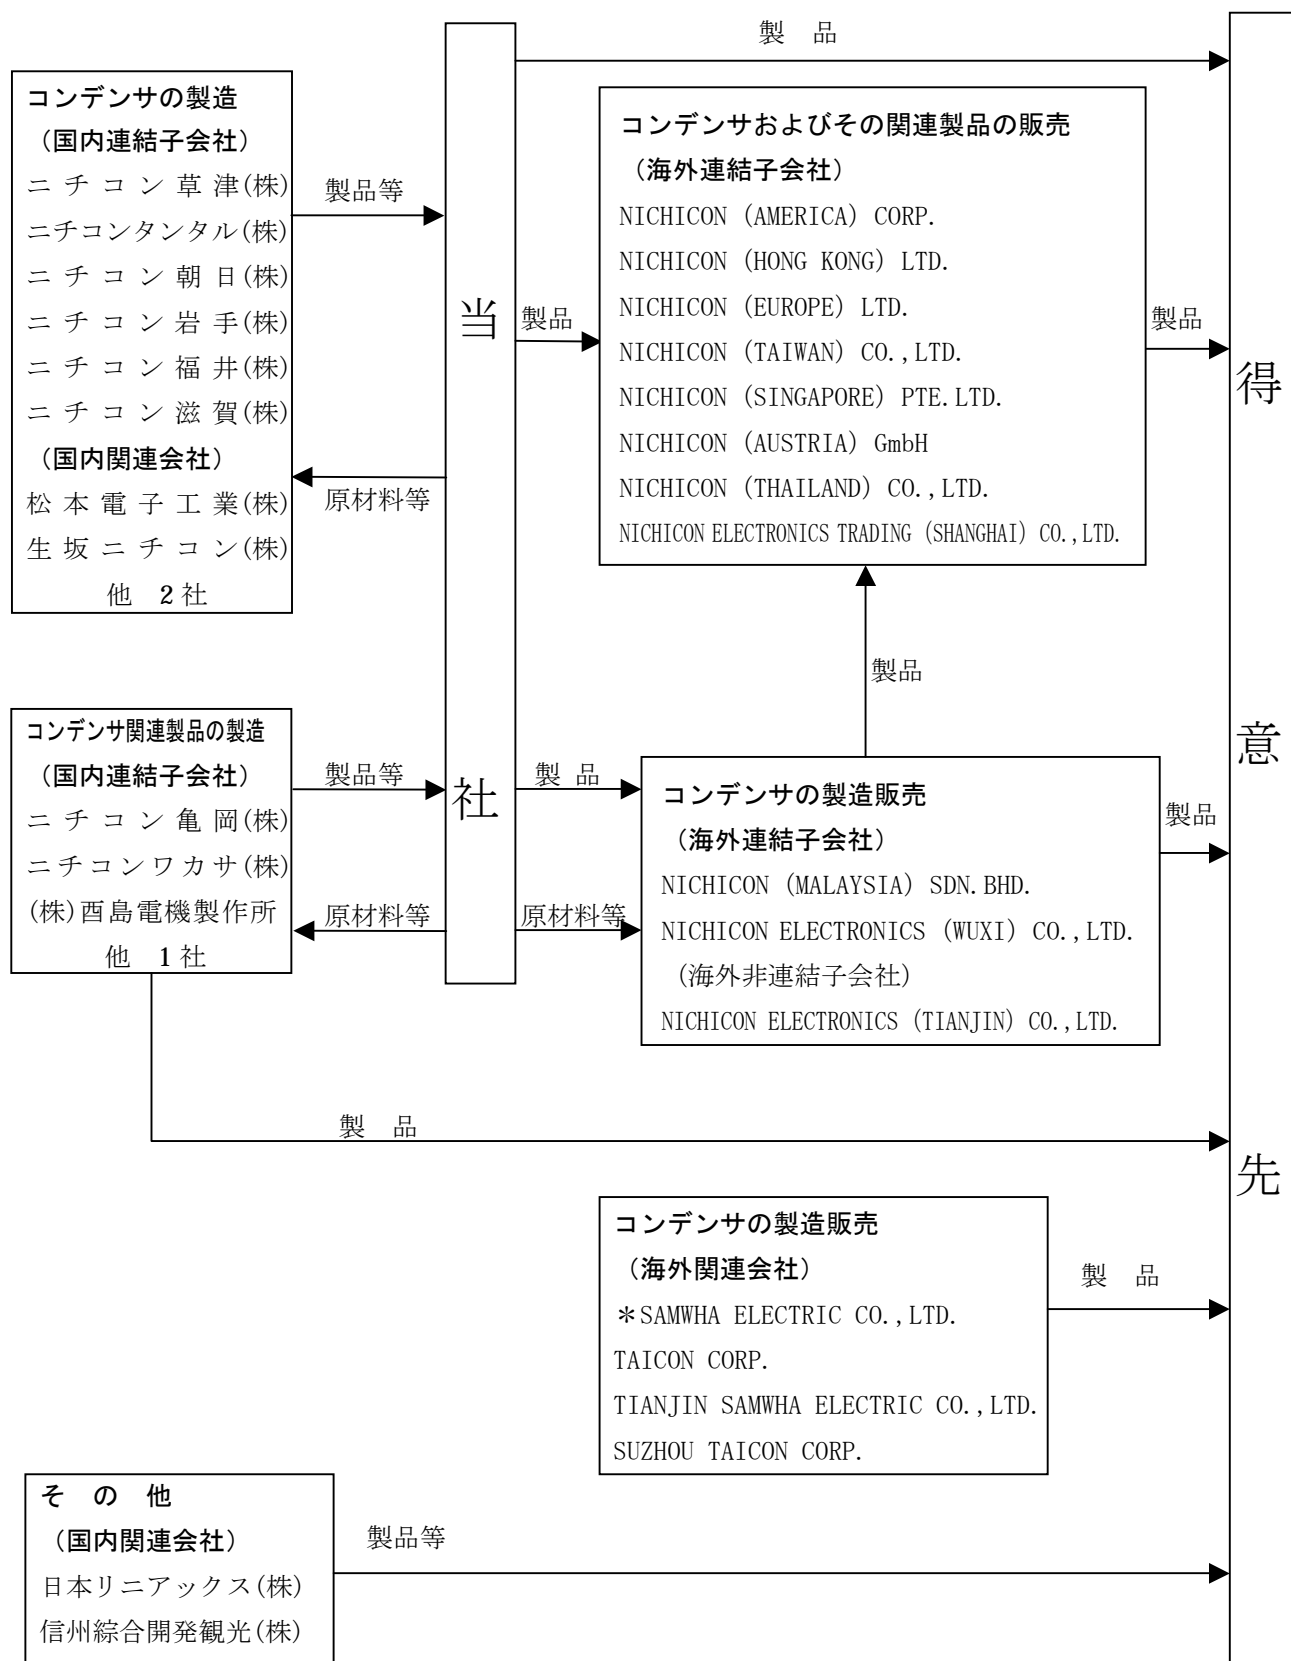 製　品
コンデンサの製造
（国内連結子会社）
ニ チ コ ン 草 津(株)
ニチコンタンタル(株)
ニ チ コ ン 朝 日(株)
ニ チ コ ン 岩 手(株)
ニ チ コ ン 福 井(株)
ニ チ コ ン 滋 賀(株)
（国内関連会社）
松 本 電 子 工 業(株)
生 坂 ニ チ コ ン(株)
他　2 社
製品等
原材料等
当
社
製品
コンデンサおよびその関連製品の販売
（海外連結子会社）
NICHICON (AMERICA) CORP.
NICHICON (HONG KONG) LTD.
NICHICON (EUROPE) LTD.
NICHICON (TAIWAN) CO.,LTD.
NICHICON (SINGAPORE) PTE.LTD.
NICHICON (AUSTRIA) GmbH
NICHICON (THAILAND) CO.,LTD.
NICHICON ELECTRONICS TRADING (SHANGHAI) CO.,LTD.
製品
得
意
先
製品
コンデンサ関連製品の製造
（国内連結子会社）
ニ チ コ ン 亀 岡(株)
ニチコンワカサ(株)
(株)酉島電機製作所
他　1 社
製品等
原材料等
製 品
原材料等
コンデンサの製造販売
（海外連結子会社）
NICHICON (MALAYSIA) SDN.BHD.
NICHICON ELECTRONICS (WUXI) CO.,LTD.
（海外非連結子会社）
NICHICON ELECTRONICS (TIANJIN) CO.,LTD.
製品
製　品
コンデンサの製造販売
（海外関連会社）
＊SAMWHA ELECTRIC CO.,LTD.
TAICON CORP.
TIANJIN SAMWHA ELECTRIC CO.,LTD.
SUZHOU TAICON CORP.
製　品
そ　の　他
（国内関連会社）
日本リニアックス(株)
信州綜合開発観光(株)
製品等